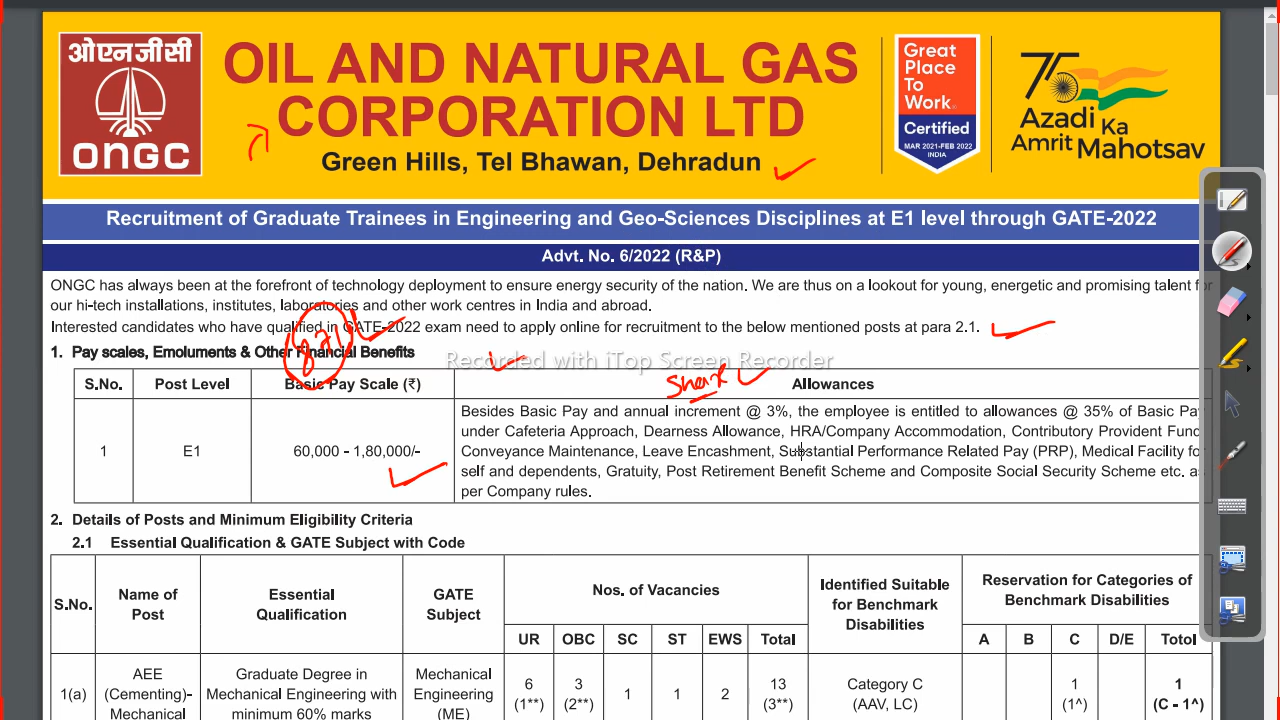 ओएनजीसी
ONGC
OIL AND NATURAL GAS
CORPORATION LTD
Green Hills, Tel Bhawan, Dehradun
Great
Place
To
Work
Certified
MAR 2021-FEB 2022
INDIA
75
Azadi Ka
Amrit Mahotsav
Recruitment of Graduate Trainees in Engineering and Geo-Sciences Disciplines at E1 level through GATE-2022
Advt. No. 6/2022 (R&P)
ONGC has always been at the forefront of technology deployment to ensure energy security of the nation. We are thus on a lookout for young, energetic and promising talent for
our hi-tech installations, institutes, laboratories and other work centres in India and abroad.
Interested candidates who have qualified in GATE-2022 exam need to apply online for recruitment to the below mentioned posts at para 2.1.
871
1. Pay scales, Emoluments & Other Financial Benefits
Recorded with iTop Screen Recorder
S.No. Post Level Basic Pay Scale (₹) Allowances
1 E1 60,000 - 1,80,000/-
Besides Basic Pay and annual increment @ 3%, the employee is entitled to allowances @ 35% of Basic Pay
under Cafeteria Approach, Dearness Allowance, HRA/Company Accommodation, Contributory Provident Fund,
Conveyance Maintenance, Leave Encashment, Substantial Performance Related Pay (PRP), Medical Facility for
self and dependents, Gratuity, Post Retirement Benefit Scheme and Composite Social Security Scheme etc. as
per Company rules.
2. Details of Posts and Minimum Eligibility Criteria
2.1 Essential Qualification & GATE Subject with Code
S.No. Name of Post Essential Qualification GATE Subject Nos. of Vacancies Identified Suitable for Benchmark Disabilities Reservation for Categories of Benchmark Disabilities
UR OBC SC ST EWS Total A B C D/E Totol
1(a) AEE (Cementing)- Mechanical Graduate Degree in Mechanical Engineering with minimum 60% marks Mechanical Engineering (ME) 6 (1**) 3 (2**) 1 1 2 13 (3**) Category C (AAV, LC) 1 (1^) 1 (C - 1^)